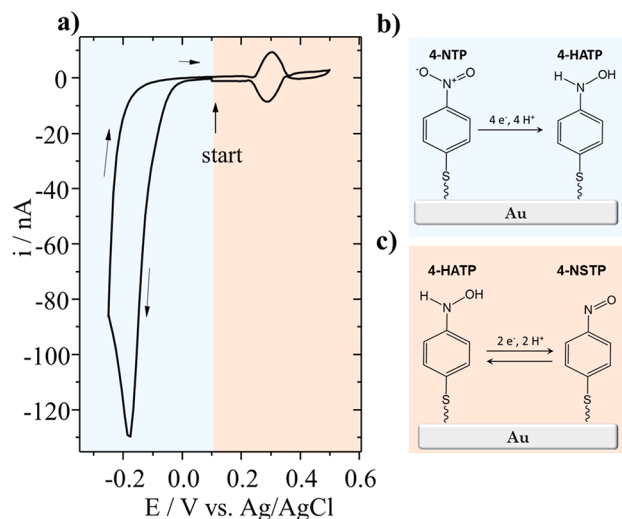 a)
0
-20
-40
-60
-80
-100
-120
i / nA
start
-0.2 0.0 0.2 0.4 0.6
E / V vs. Ag/AgCl
b)
4-NTP 4-HATP
-O N+ O H N OH
4 e-, 4 H+
S S
Au
c)
4-HATP 4-NSTP
H N OH N O
2 e-, 2 H+
S S
Au